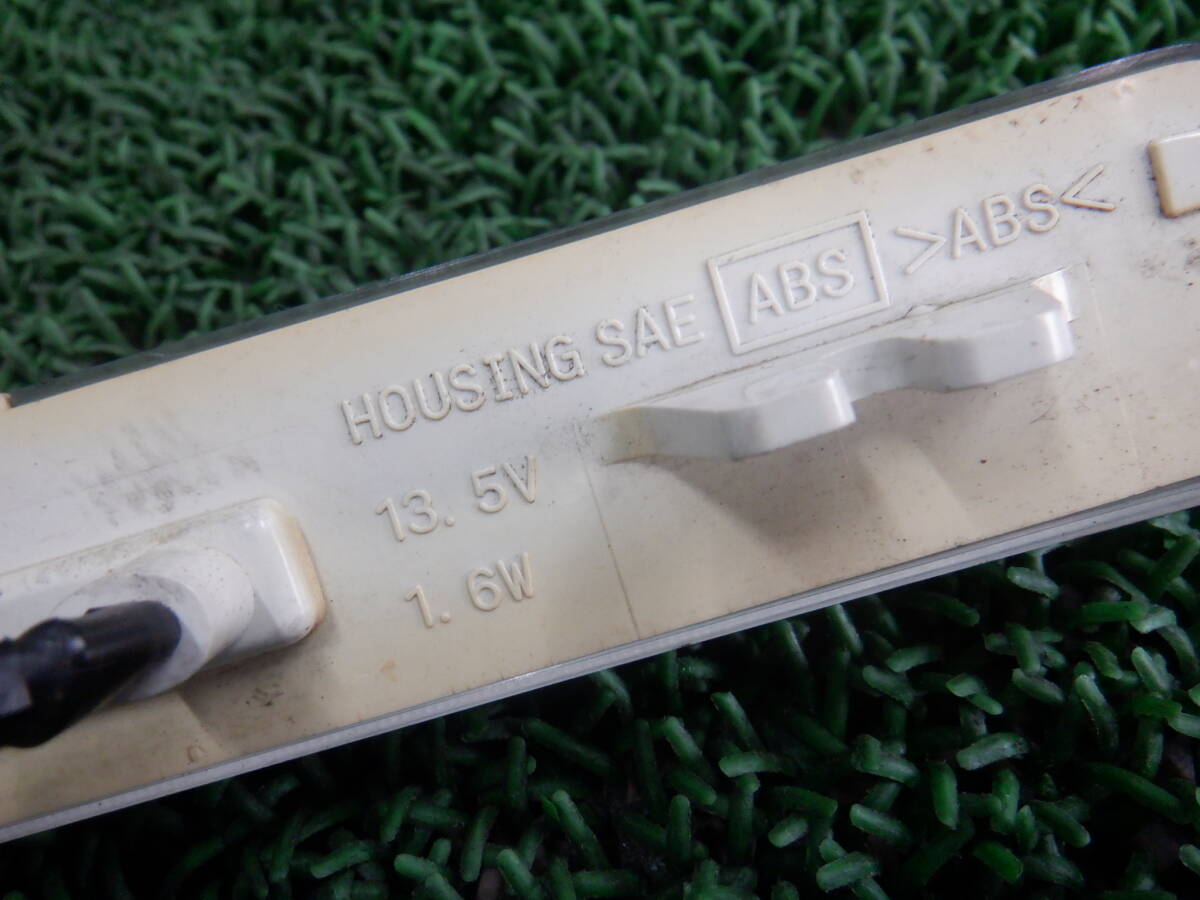 HOUSING SAE ABS >ABS<
13.5V
1.6W